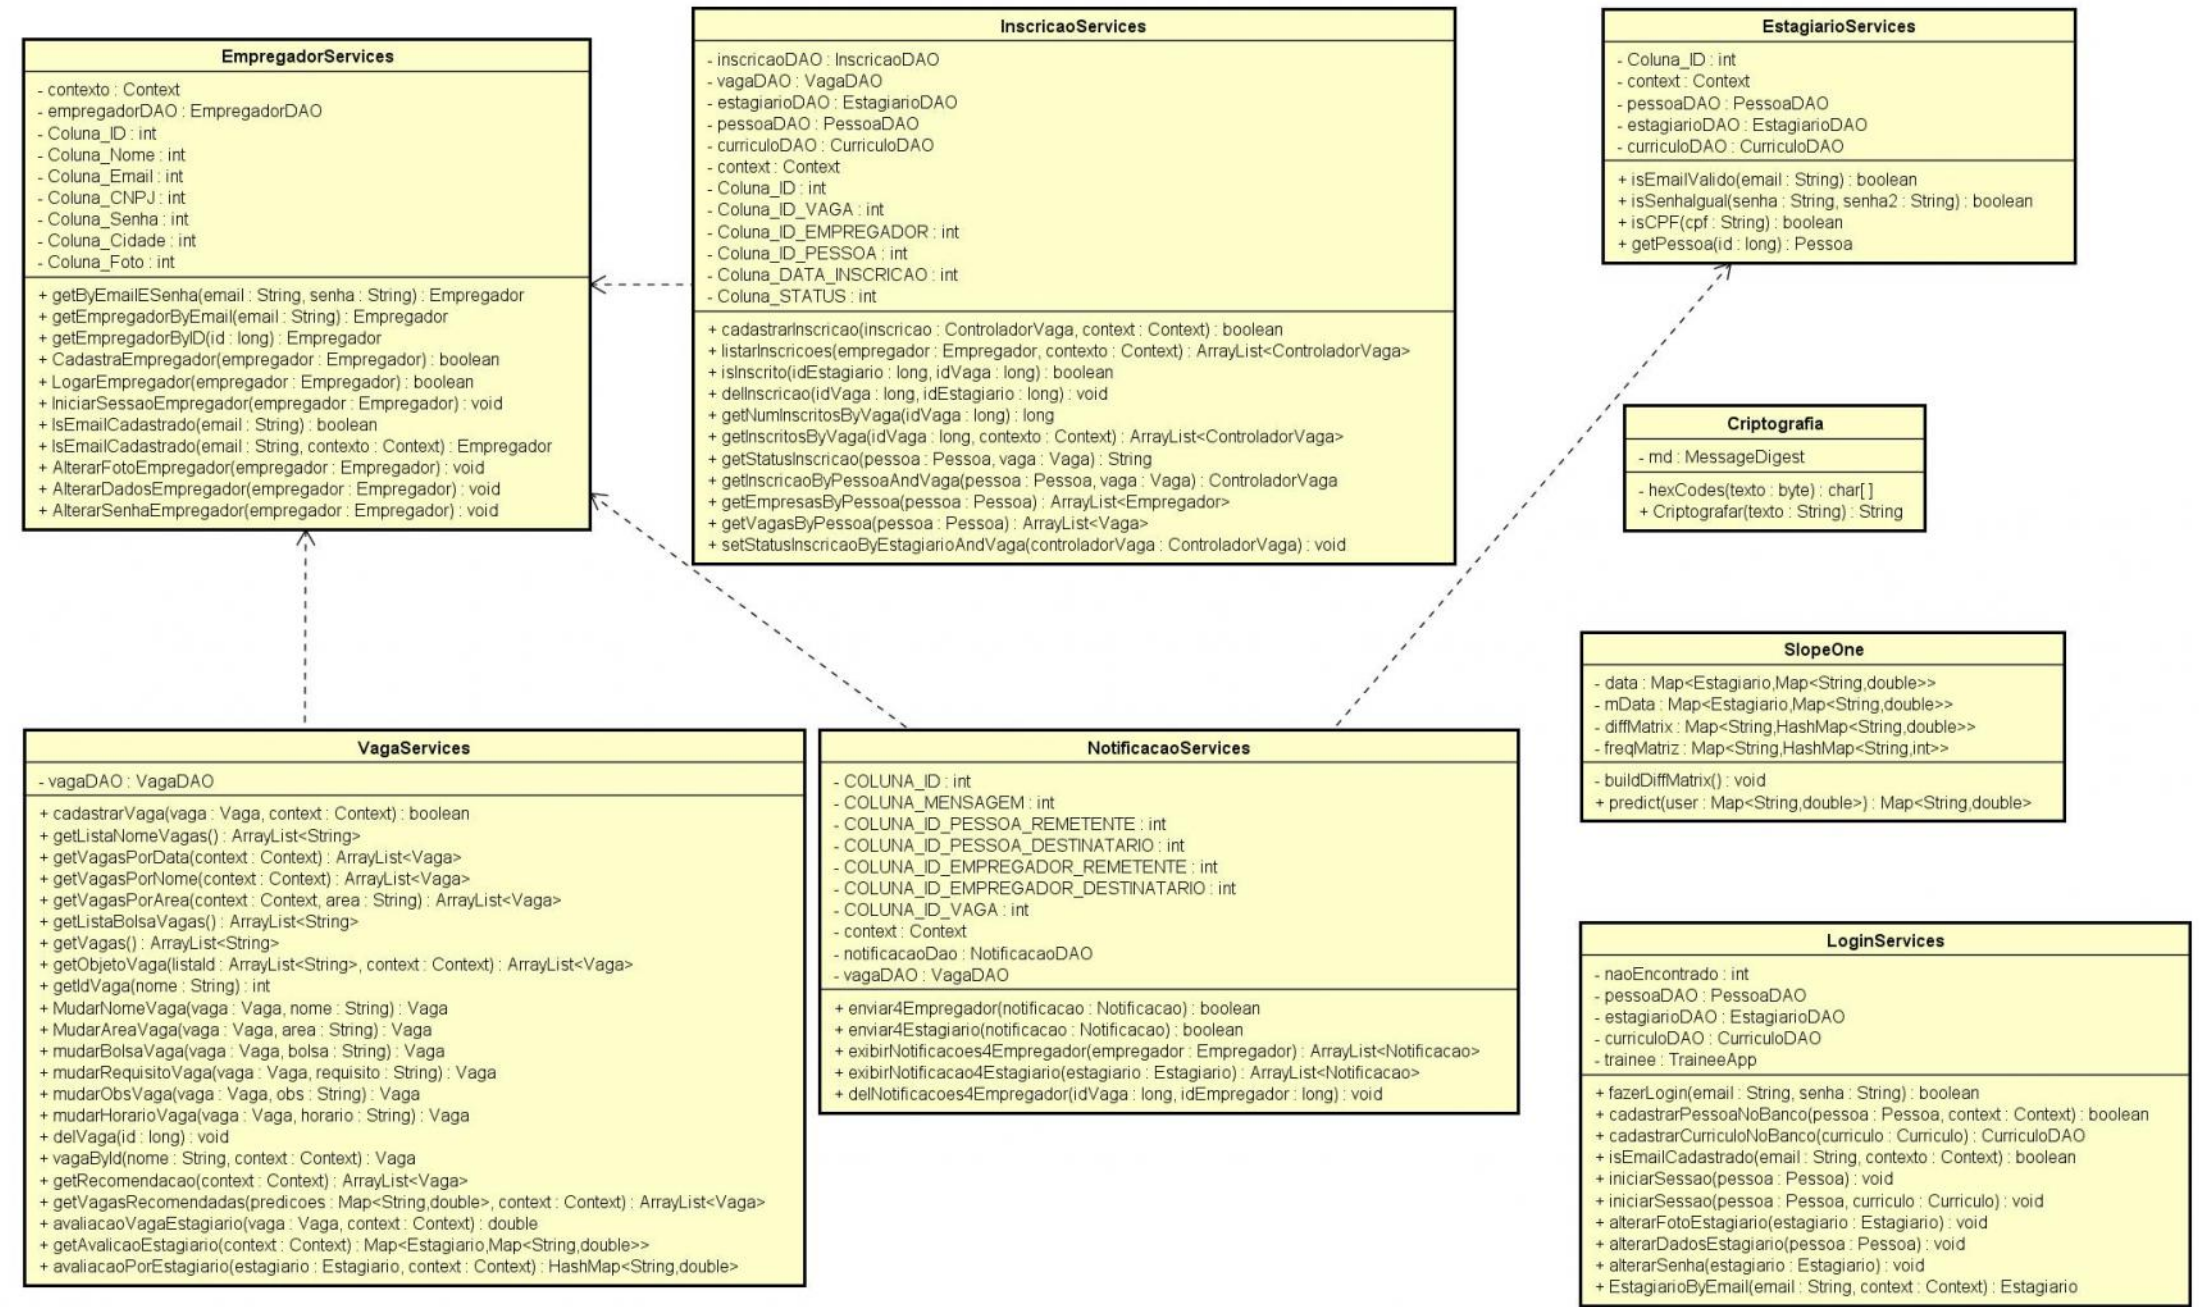 EmpregadorServices
- contexto : Context
- empregadorDAO : EmpregadorDAO
- Coluna_ID : int
- Coluna_Nome : int
- Coluna_Email : int
- Coluna_CNPJ : int
- Coluna_Senha : int
- Coluna_Cidade : int
- Coluna_Foto : int
+ getByEmailESenha(email : String, senha : String) : Empregador
+ getEmpregadorByEmail(email : String) : Empregador
+ getEmpregadorByID(id : long) : Empregador
+ CadastraEmpregador(empregador : Empregador) : boolean
+ LogarEmpregador(empregador : Empregador) : boolean
+ IniciarSessaoEmpregador(empregador : Empregador) : void
+ IsEmailCadastrado(email : String) : boolean
+ IsEmailCadastrado(email : String, contexto : Context) : Empregador
+ AlterarFotoEmpregador(empregador : Empregador) : void
+ AlterarDadosEmpregador(empregador : Empregador) : void
+ AlterarSenhaEmpregador(empregador : Empregador) : void
InscricaoServices
- inscricaoDAO : InscricaoDAO
- vagaDAO : VagaDAO
- estagiarioDAO : EstagiarioDAO
- pessoaDAO : PessoaDAO
- curriculoDAO : CurriculoDAO
- context : Context
- Coluna_ID : int
- Coluna_ID_VAGA : int
- Coluna_ID_EMPREGADOR : int
- Coluna_ID_PESSOA : int
- Coluna_DATA_INSCRICAO : int
- Coluna_STATUS : int
+ cadastrarInscricao(inscricao : ControladorVaga, context : Context) : boolean
+ listarInscricoes(empregador : Empregador, contexto : Context) : ArrayList<ControladorVaga>
+ isInscrito(idEstagiario : long, idVaga : long) : boolean
+ delInscricao(idVaga : long, idEstagiario : long) : void
+ getNumInscritosByVaga(idVaga : long) : long
+ getInscritosByVaga(idVaga : long, contexto : Context) : ArrayList<ControladorVaga>
+ getStatusInscricao(pessoa : Pessoa, vaga : Vaga) : String
+ getInscricaoByPessoaAndVaga(pessoa : Pessoa, vaga : Vaga) : ControladorVaga
+ getEmpresasByPessoa(pessoa : Pessoa) : ArrayList<Empregador>
+ getVagasByPessoa(pessoa : Pessoa) : ArrayList<Vaga>
+ setStatusInscricaoByEstagiarioAndVaga(controladorVaga : ControladorVaga) : void
EstagiarioServices
- Coluna_ID : int
- context : Context
- pessoaDAO : PessoaDAO
- estagiarioDAO : EstagiarioDAO
- curriculoDAO : CurriculoDAO
+ isEmailValido(email : String) : boolean
+ isSenhaIgual(senha : String, senha2 : String) : boolean
+ isCPF(cpf : String) : boolean
+ getPessoa(id : long) : Pessoa
Criptografia
- md : MessageDigest
- hexCodes(texto : byte) : char[ ]
+ Criptografar(texto : String) : String
SlopeOne
- data : Map<Estagiario,Map<String,double>>
- mData : Map<Estagiario,Map<String,double>>
- diffMatrix : Map<String,HashMap<String,double>>
- freqMatriz : Map<String,HashMap<String,int>>
- buildDiffMatrix() : void
+ predict(user : Map<String,double>) : Map<String,double>
VagaServices
- vagaDAO : VagaDAO
+ cadastrarVaga(vaga : Vaga, context : Context) : boolean
+ getListaNomeVagas() : ArrayList<String>
+ getVagasPorData(context : Context) : ArrayList<Vaga>
+ getVagasPorNome(context : Context) : ArrayList<Vaga>
+ getVagasPorArea(context : Context, area : String) : ArrayList<Vaga>
+ getListaBolsaVagas() : ArrayList<String>
+ getVagas() : ArrayList<String>
+ getObjetoVaga(listaId : ArrayList<String>, context : Context) : ArrayList<Vaga>
+ getIdVaga(nome : String) : int
+ MudarNomeVaga(vaga : Vaga, nome : String) : Vaga
+ MudarAreaVaga(vaga : Vaga, area : String) : Vaga
+ mudarBolsaVaga(vaga : Vaga, bolsa : String) : Vaga
+ mudarRequisitoVaga(vaga : Vaga, requisito : String) : Vaga
+ mudarObsVaga(vaga : Vaga, obs : String) : Vaga
+ mudarHorarioVaga(vaga : Vaga, horario : String) : Vaga
+ delVaga(id : long) : void
+ vagaById(nome : String, context : Context) : Vaga
+ getRecomendacao(context : Context) : ArrayList<Vaga>
+ getVagasRecomendadas(predicoes : Map<String,double>, context : Context) : ArrayList<Vaga>
+ avaliacaoVagaEstagiario(vaga : Vaga, context : Context) : double
+ getAvalicaoEstagiario(context : Context) : Map<Estagiario,Map<String,double>>
+ avaliacaoPorEstagiario(estagiario : Estagiario, context : Context) : HashMap<String,double>
NotificacaoServices
- COLUNA_ID : int
- COLUNA_MENSAGEM : int
- COLUNA_ID_PESSOA_REMETENTE : int
- COLUNA_ID_PESSOA_DESTINATARIO : int
- COLUNA_ID_EMPREGADOR_REMETENTE : int
- COLUNA_ID_EMPREGADOR_DESTINATARIO : int
- COLUNA_ID_VAGA : int
- context : Context
- notificacaoDao : NotificacaoDAO
- vagaDAO : VagaDAO
+ enviar4Empregador(notificacao : Notificacao) : boolean
+ enviar4Estagiario(notificacao : Notificacao) : boolean
+ exibirNotificacoes4Empregador(empregador : Empregador) : ArrayList<Notificacao>
+ exibirNotificacao4Estagiario(estagiario : Estagiario) : ArrayList<Notificacao>
+ delNotificacoes4Empregador(idVaga : long, idEmpregador : long) : void
LoginServices
- naoEncontrado : int
- pessoaDAO : PessoaDAO
- estagiarioDAO : EstagiarioDAO
- curriculoDAO : CurriculoDAO
- trainee : TraineeApp
+ fazerLogin(email : String, senha : String) : boolean
+ cadastrarPessoaNoBanco(pessoa : Pessoa, context : Context) : boolean
+ cadastrarCurriculoNoBanco(curriculo : Curriculo) : CurriculoDAO
+ isEmailCadastrado(email : String, contexto : Context) : boolean
+ iniciarSessao(pessoa : Pessoa) : void
+ iniciarSessao(pessoa : Pessoa, curriculo : Curriculo) : void
+ alterarFotoEstagiario(estagiario : Estagiario) : void
+ alterarDadosEstagiario(pessoa : Pessoa) : void
+ alterarSenha(estagiario : Estagiario) : void
+ EstagiarioByEmail(email : String, context : Context) : Estagiario